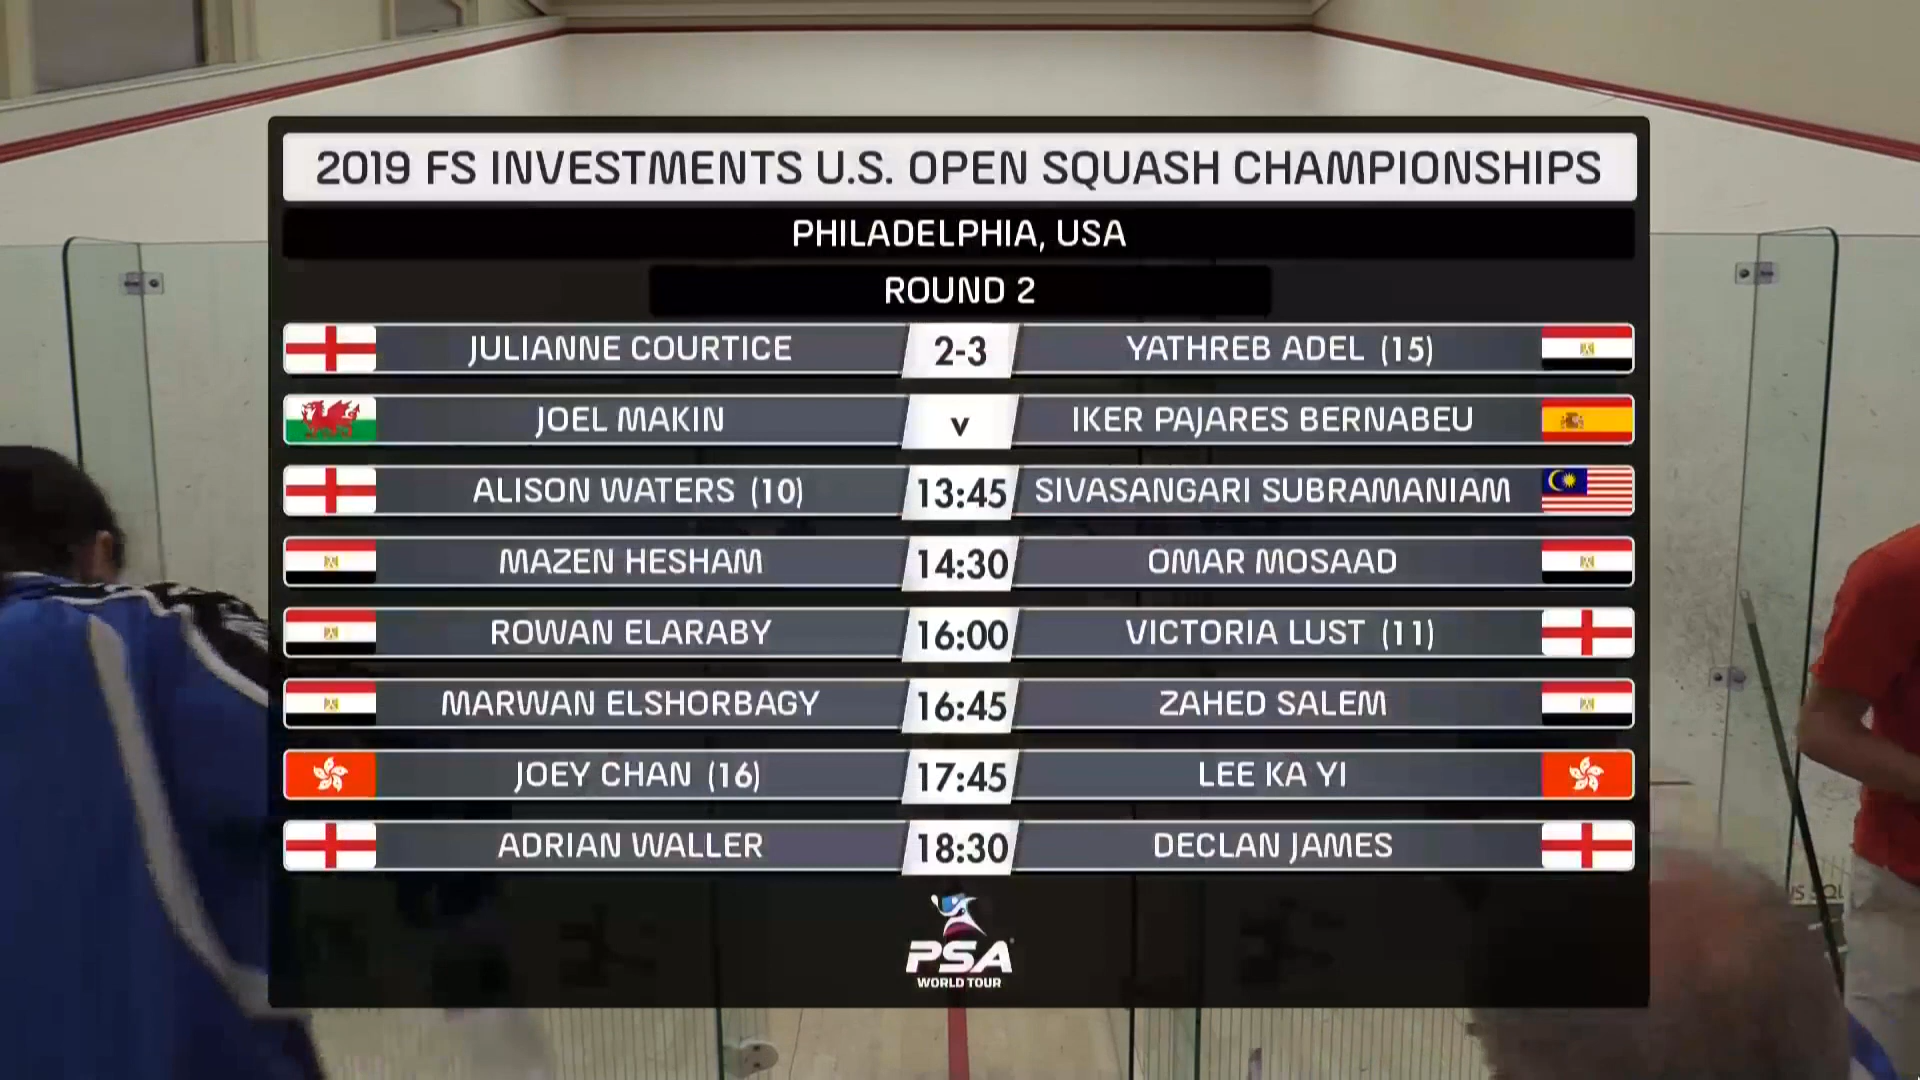 2019 FS INVESTMENTS U.S. OPEN SQUASH CHAMPIONSHIPS
PHILADELPHIA, USA
ROUND 2
JULIANNE COURTICE 2-3 YATHREB ADEL (15)
JOEL MAKIN v IKER PAJARES BERNABEU
ALISON WATERS (10) 13:45 SIVASANGARI SUBRAMANIAM
MAZEN HESHAM 14:30 OMAR MOSAAD
ROWAN ELARABY 16:00 VICTORIA LUST (11)
MARWAN ELSHORBAGY 16:45 ZAHED SALEM
JOEY CHAN (16) 17:45 LEE KA YI
ADRIAN WALLER 18:30 DECLAN JAMES
PSA
WORLD TOUR